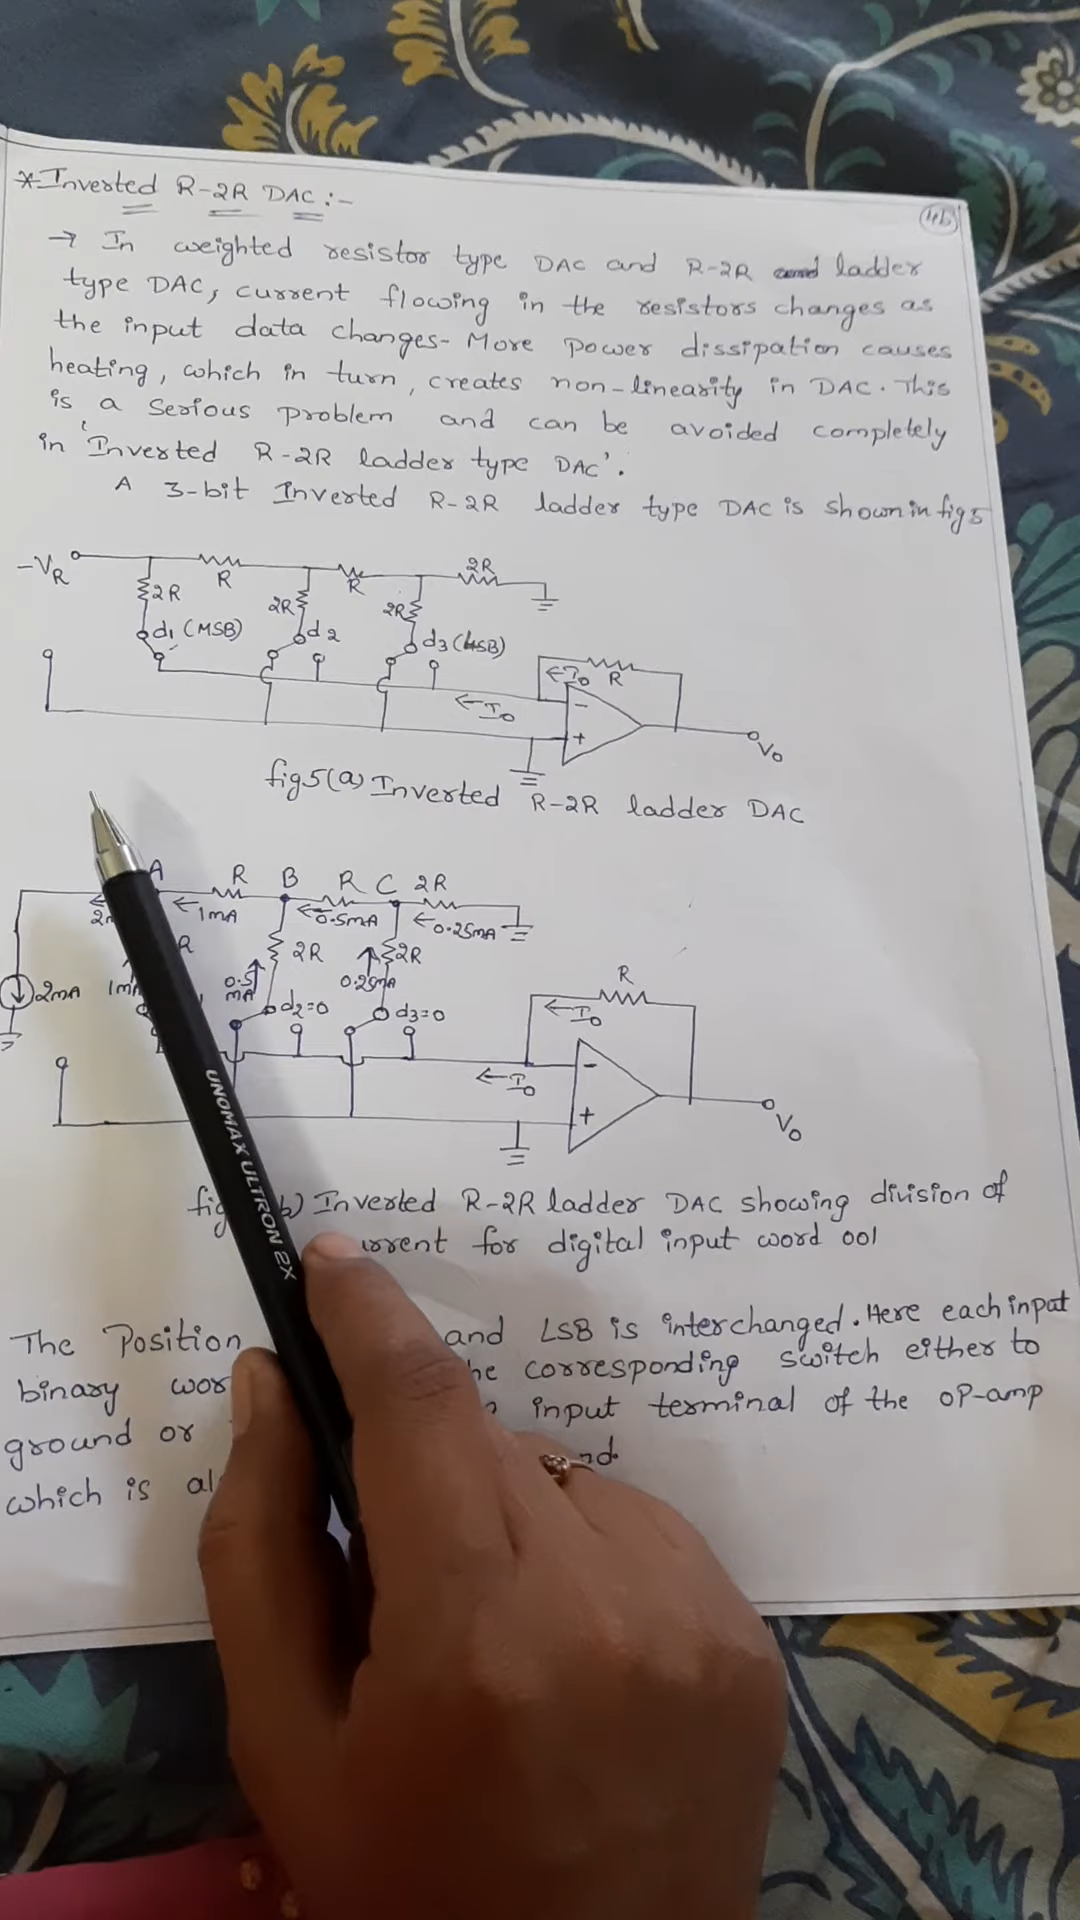 *Inverted R-2R DAC :-
→ In weighted resistor type DAC and R-2R ladder
type DAC, current flowing in the resistors changes as
the input data changes- More power dissipation causes
heating, which in turn, creates non-linearity in DAC. This
is a serious problem and can be avoided completely
in 'Inverted R-2R ladder type DAC'.
A 3-bit Inverted R-2R ladder type DAC is shown in fig 5
-VR R R 2R
2R 2R 2R
d1 (MSB) d2 d3 (LSB)
←Io R
←Io
- +
Vo
fig5(a) Inverted R-2R ladder DAC
A R B R C 2R
←1mA ←0.5mA ←0.25mA
R 2R 2R
2mA 0.5 mA 0.25mA
d2=0 d3=0
R
←Io
←Io
- +
Vo
UNOMAX ULTRON 2X
b) Inverted R-2R ladder DAC showing division of
for digital input word 001
The Position and LSB is interchanged. Here each input
binary corresponding switch either to
ground or input terminal of the OP-amp
which is